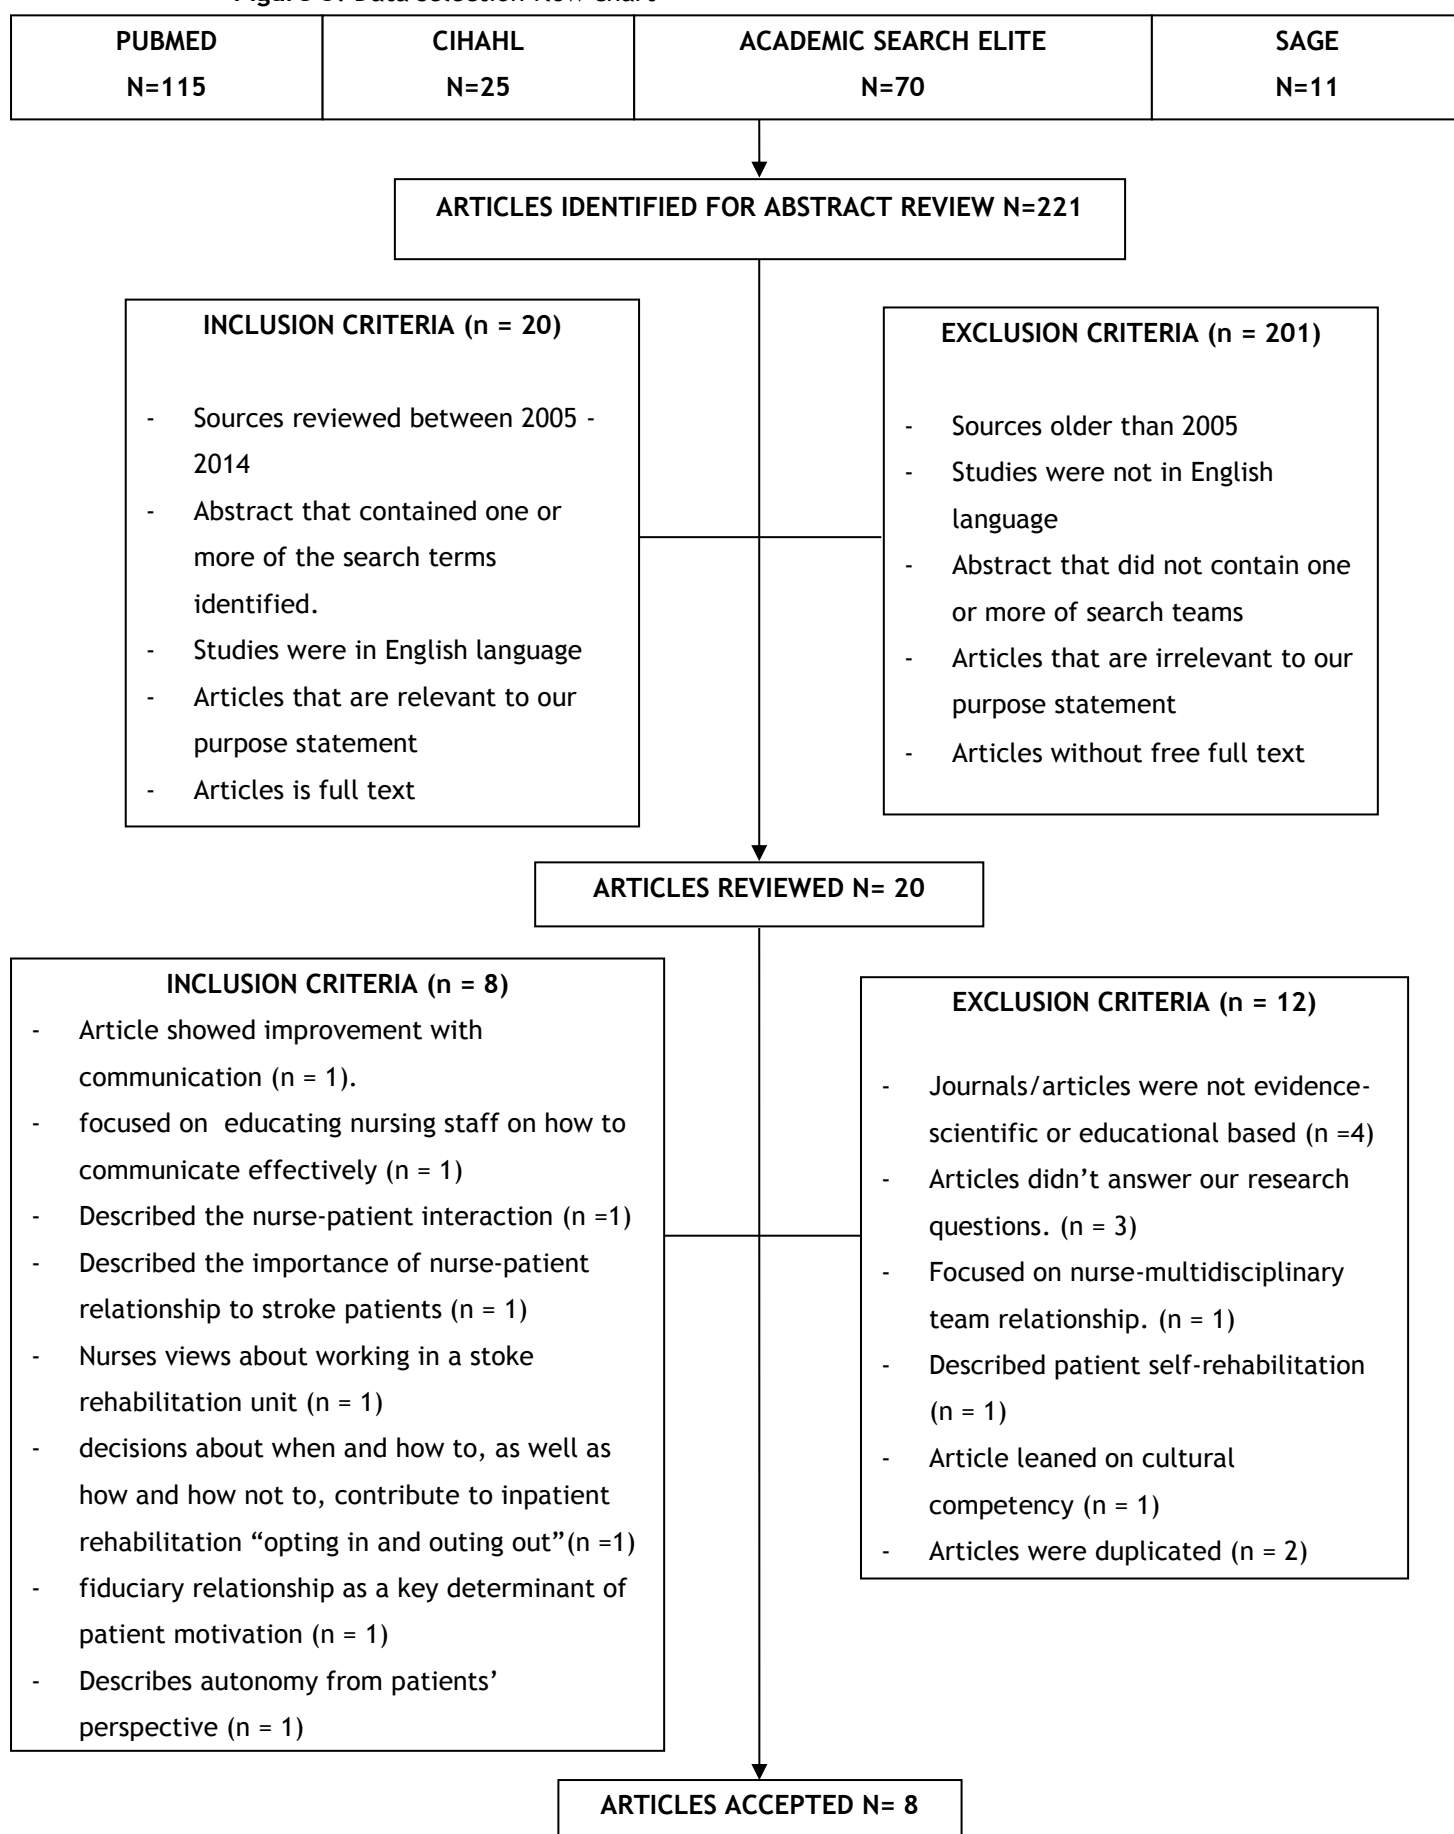 PUBMED
N=115
CIHAHL
N=25
ACADEMIC SEARCH ELITE
N=70
SAGE
N=11
ARTICLES IDENTIFIED FOR ABSTRACT REVIEW N=221
INCLUSION CRITERIA (n = 20)
- Sources reviewed between 2005 -
2014
- Abstract that contained one or
more of the search terms
identified.
- Studies were in English language
- Articles that are relevant to our
purpose statement
- Articles is full text
EXCLUSION CRITERIA (n = 201)
- Sources older than 2005
- Studies were not in English
language
- Abstract that did not contain one
or more of search teams
- Articles that are irrelevant to our
purpose statement
- Articles without free full text
ARTICLES REVIEWED N= 20
INCLUSION CRITERIA (n = 8)
- Article showed improvement with
communication (n = 1).
- focused on educating nursing staff on how to
communicate effectively (n = 1)
- Described the nurse-patient interaction (n =1)
- Described the importance of nurse-patient
relationship to stroke patients (n = 1)
- Nurses views about working in a stoke
rehabilitation unit (n = 1)
- decisions about when and how to, as well as
how and how not to, contribute to inpatient
rehabilitation “opting in and outing out”(n =1)
- fiduciary relationship as a key determinant of
patient motivation (n = 1)
- Describes autonomy from patients’
perspective (n = 1)
EXCLUSION CRITERIA (n = 12)
- Journals/articles were not evidence-
scientific or educational based (n =4)
- Articles didn’t answer our research
questions. (n = 3)
- Focused on nurse-multidisciplinary
team relationship. (n = 1)
- Described patient self-rehabilitation
(n = 1)
- Article leaned on cultural
competency (n = 1)
- Articles were duplicated (n = 2)
ARTICLES ACCEPTED N= 8